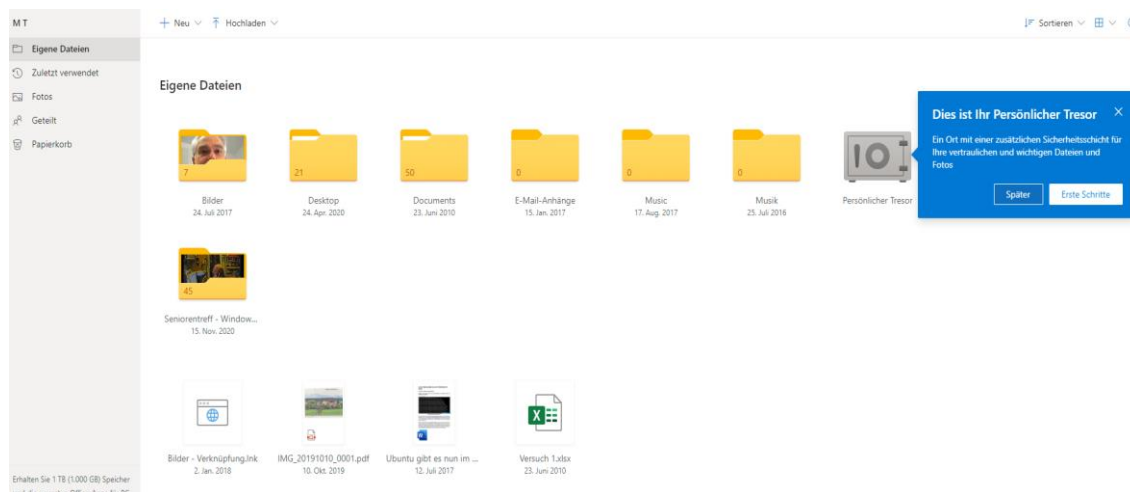 M T
Neu
Hochladen
Sortieren
Eigene Dateien
Zuletzt verwendet
Fotos
Geteilt
Papierkorb
Eigene Dateien
7
Bilder
24. Juli 2017
21
Desktop
24. Apr. 2020
50
Documents
23. Juni 2010
0
E-Mail-Anhänge
15. Jan. 2017
0
Music
17. Aug. 2017
0
Musik
25. Juli 2016
Persönlicher Tresor
Dies ist Ihr Persönlicher Tresor
Ein Ort mit einer zusätzlichen Sicherheitsschicht für
Ihre vertraulichen und wichtigen Dateien und
Fotos
Später
Erste Schritte
45
Seniorentreff - Window...
15. Nov. 2020
Bilder - Verknüpfung.lnk
2. Jan. 2018
IMG_20191010_0001.pdf
10. Okt. 2019
Ubuntu gibt es nun im ...
12. Juli 2017
Versuch 1.xlsx
23. Juni 2010
Erhalten Sie 1 TB (1.000 GB) Speicher